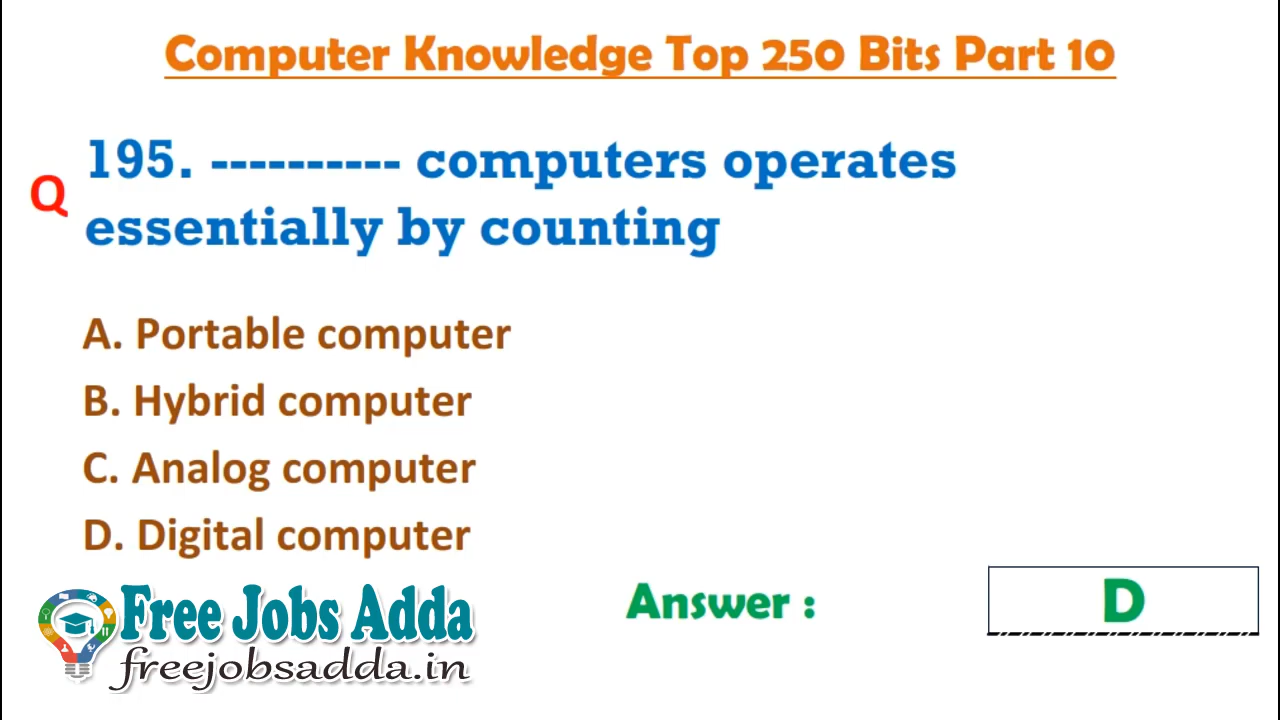 Computer Knowledge Top 250 Bits Part 10
Q
195. ---------- computers operates
essentially by counting
A. Portable computer
B. Hybrid computer
C. Analog computer
D. Digital computer
Free Jobs Adda
freejobsadda.in
Answer :
D